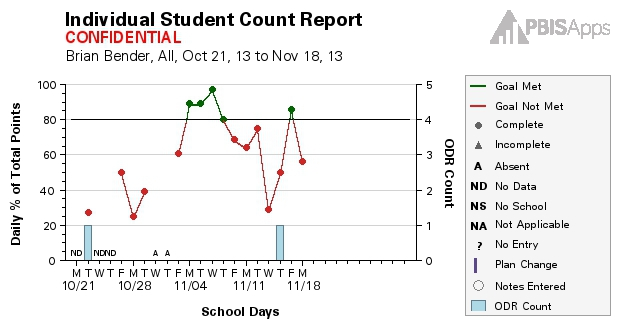 Individual Student Count Report
CONFIDENTIAL
Brian Bender, All, Oct 21, 13 to Nov 18, 13
PBISApps
Daily % of Total Points
100
80
60
40
20
0
ND NDND A A
M T W T F M T W T F M T W T F M T W T F M
10/21 10/28 11/04 11/11 11/18
School Days
5
4
3
2
1
0
ODR Count
Goal Met
Goal Not Met
Complete
Incomplete
A Absent
ND No Data
NS No School
NA Not Applicable
? No Entry
Plan Change
Notes Entered
ODR Count